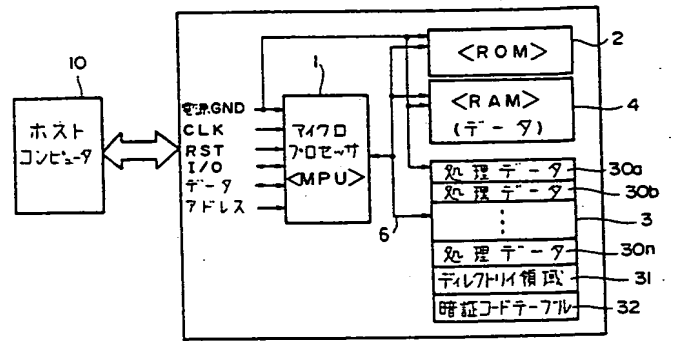 10
ホスト
コンピュータ
電源GND
CLK
RST
I/O
データ
アドレス
1
マイクロ
プロセッサ
<MPU>
6
<ROM>
2
<RAM>
(データ)
4
処理データ
30a
処理データ
30b
⋮
3
処理データ
30n
ディレクトリイ領域
31
暗証コードテーブル
32